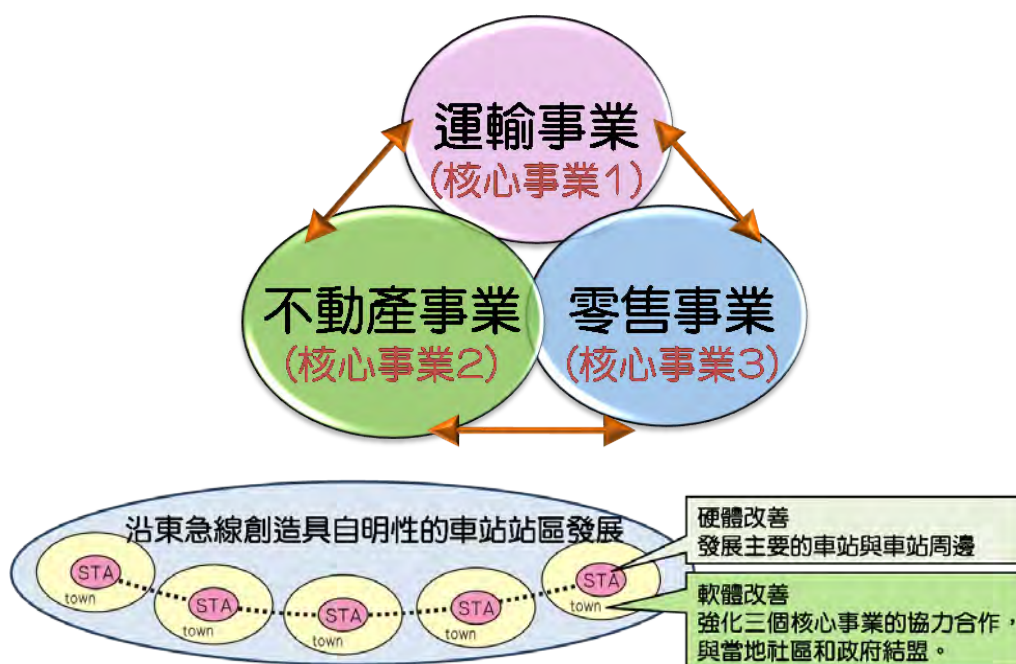 運輸事業
(核心事業1)
不動產事業
(核心事業2)
零售事業
(核心事業3)
沿東急線創造具自明性的車站站區發展
STA
town
STA
town
STA
town
STA
town
STA
town
硬體改善
發展主要的車站與車站周邊
軟體改善
強化三個核心事業的協力合作，
與當地社區和政府結盟。